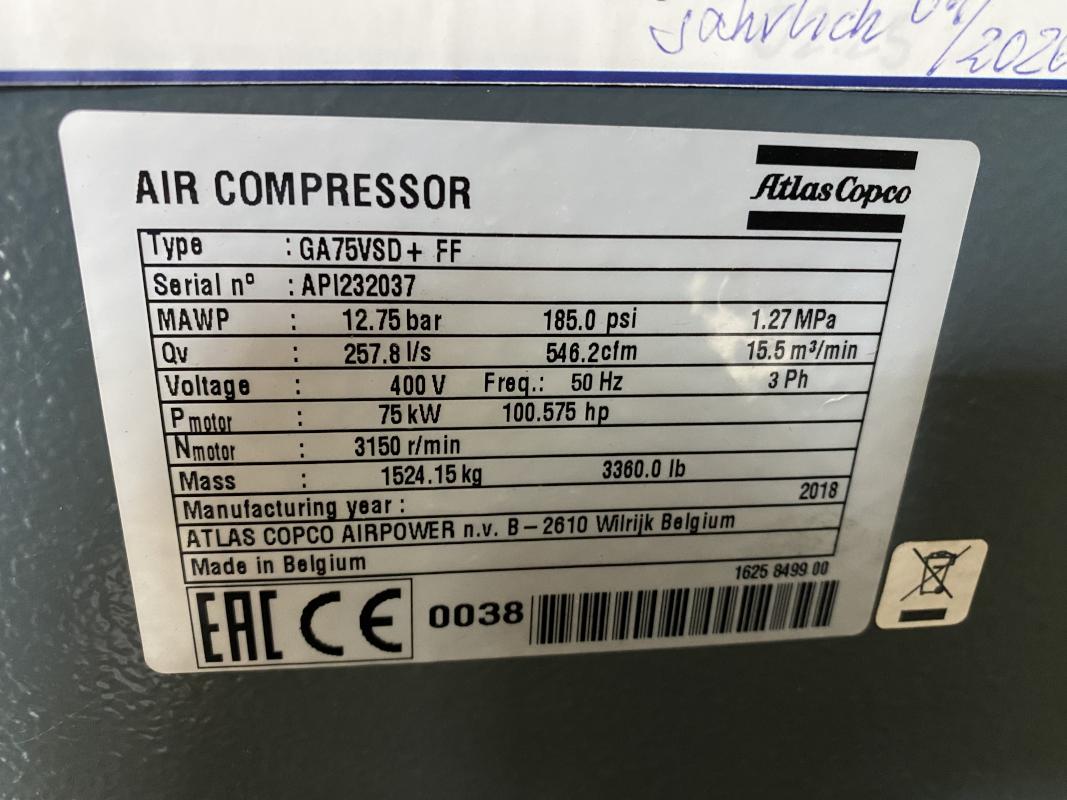 jährlich
/2026
AIR COMPRESSOR
Atlas Copco
Type : GA75VSD+ FF
Serial nº : API232037
MAWP : 12.75 bar 185.0 psi 1.27 MPa
Qv : 257.8 l/s 546.2cfm 15.5 m³/min
Voltage : 400 V Freq.: 50 Hz 3 Ph
Pmotor : 75 kW 100.575 hp
Nmotor : 3150 r/min
Mass : 1524.15 kg 3360.0 lb
Manufacturing year : 2018
ATLAS COPCO AIRPOWER n.v. B – 2610 Wilrijk Belgium
Made in Belgium
1625 8499 00
EAC CE 0038